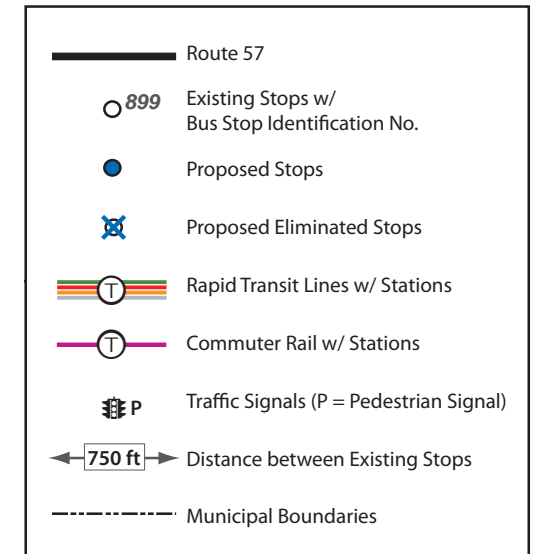 Route 57
899 Existing Stops w/
Bus Stop Identification No.
Proposed Stops
Proposed Eliminated Stops
T Rapid Transit Lines w/ Stations
T Commuter Rail w/ Stations
P Traffic Signals (P = Pedestrian Signal)
750 ft Distance between Existing Stops
Municipal Boundaries